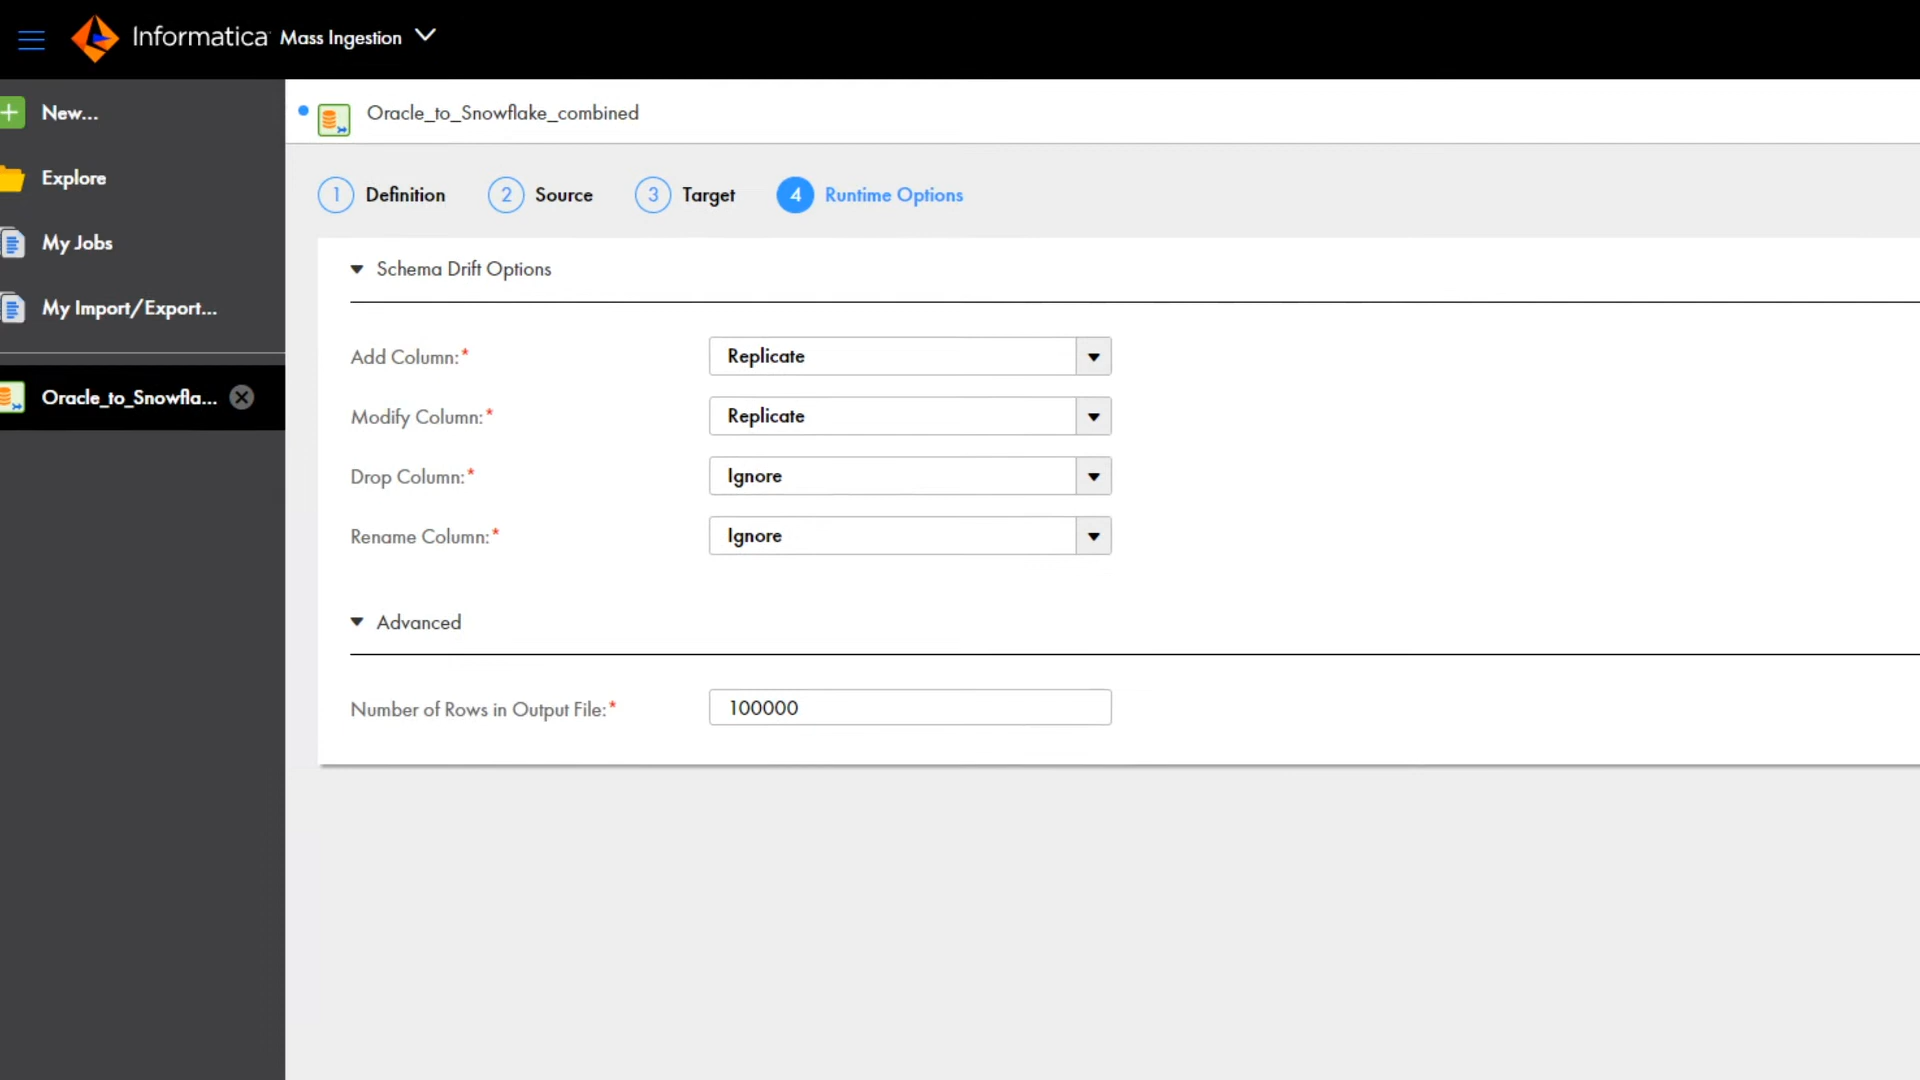 Informatica Mass Ingestion
New...
Explore
My Jobs
My Import/Export...
Oracle_to_Snowfla...
Oracle_to_Snowflake_combined
1 Definition 2 Source 3 Target 4 Runtime Options
Schema Drift Options
Add Column:* Replicate
Modify Column:* Replicate
Drop Column:* Ignore
Rename Column:* Ignore
Advanced
Number of Rows in Output File:* 100000